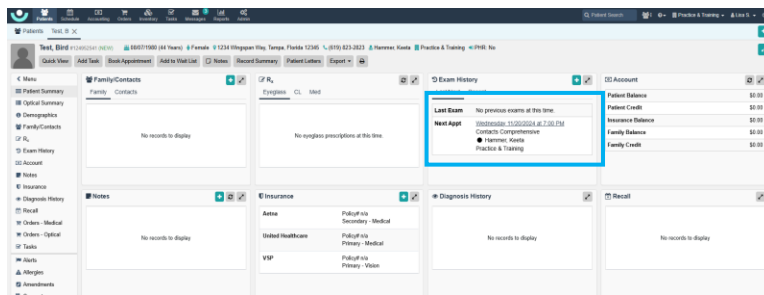 Patients Schedule Accounting Orders Inventory Tasks Messages Reports Admin
Patient Search Practice & Training Lisa S.
Patients Test, B X
Test, Bird (NEW) 08/07/1980 (44 Years) Female 1234 Wingspan Way, Tampa, Florida 12345 (619) 823-2823 Hammer, Keeta Practice & Training PHR: No
Quick View Add Task Book Appointment Add to Wait List Notes Record Summary Patient Letters Export
Menu
Patient Summary
Optical Summary
Demographics
Family/Contacts
Rx
Exam History
Account
Notes
Insurance
Diagnosis History
Recall
Orders - Medical
Orders - Optical
Tasks
Alerts
Allergies
Amendments
Family/Contacts
Family Contacts
No records to display
Rx
Eyeglass CL Med
No eyeglass prescriptions at this time.
Exam History
Last Exam No previous exams at this time.
Next Appt Wednesday 11/20/2024 at 7:00 PM
Contacts Comprehensive
Hammer, Keeta
Practice & Training
Account
Patient Balance $0.00
Patient Credit $0.00
Insurance Balance $0.00
Family Balance $0.00
Family Credit $0.00
Notes
No records to display
Insurance
Aetna Policy# n/a
Secondary - Medical
United Healthcare Policy# n/a
Primary - Medical
VSP Policy# n/a
Primary - Vision
Diagnosis History
No records to display
Recall
No records to display